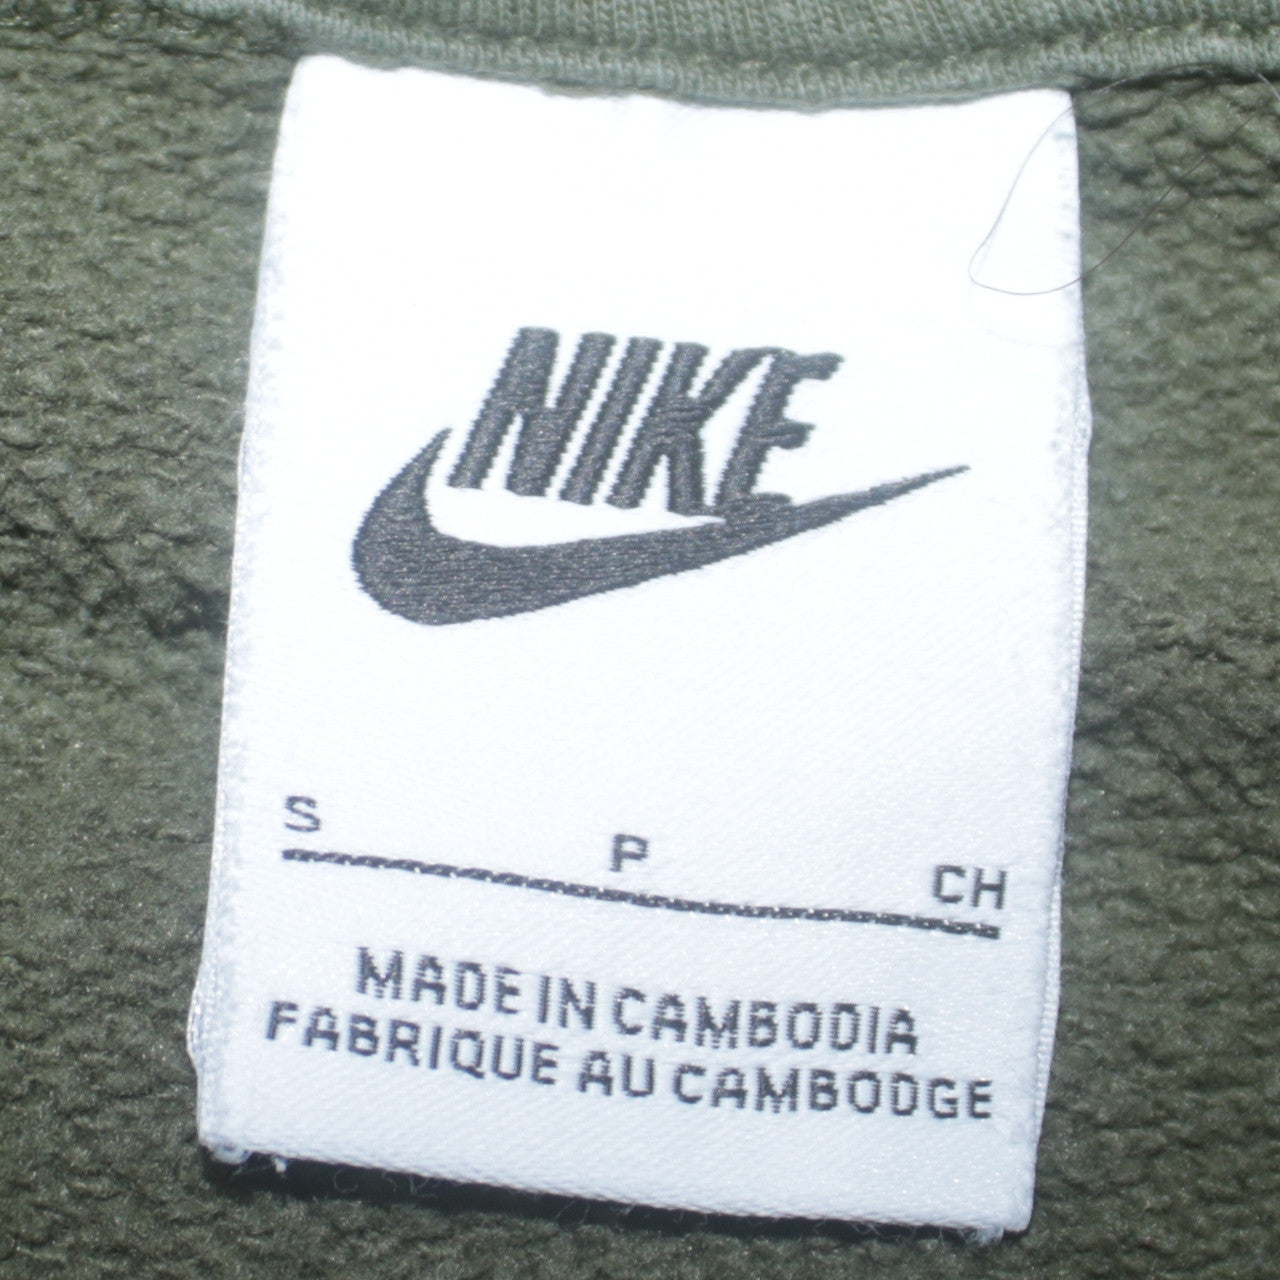 NIKE
S P CH
MADE IN CAMBODIA
FABRIQUE AU CAMBODGE